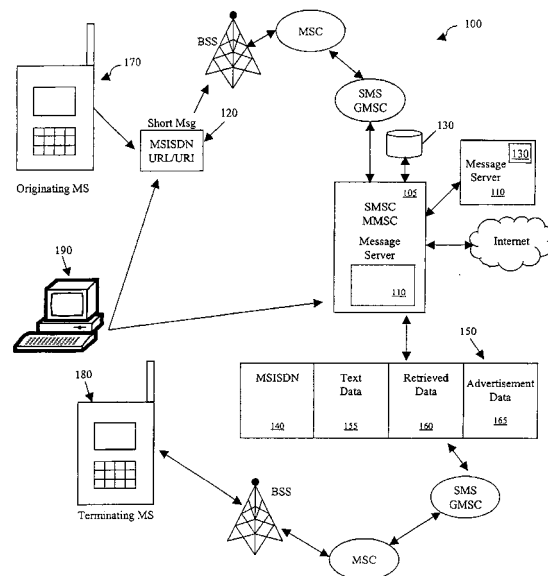 MSC
100
BSS
170
SMS
GMSC
Short Msg
120
MSISDN
URL/URI
130
Originating MS
130
Message
Server
110
105
SMSC
MMSC
Message
Server
110
Internet
190
150
180
MSISDN
140
Text
Data
155
Retrieved
Data
160
Advertisement
Data
165
Terminating MS
BSS
SMS
GMSC
MSC